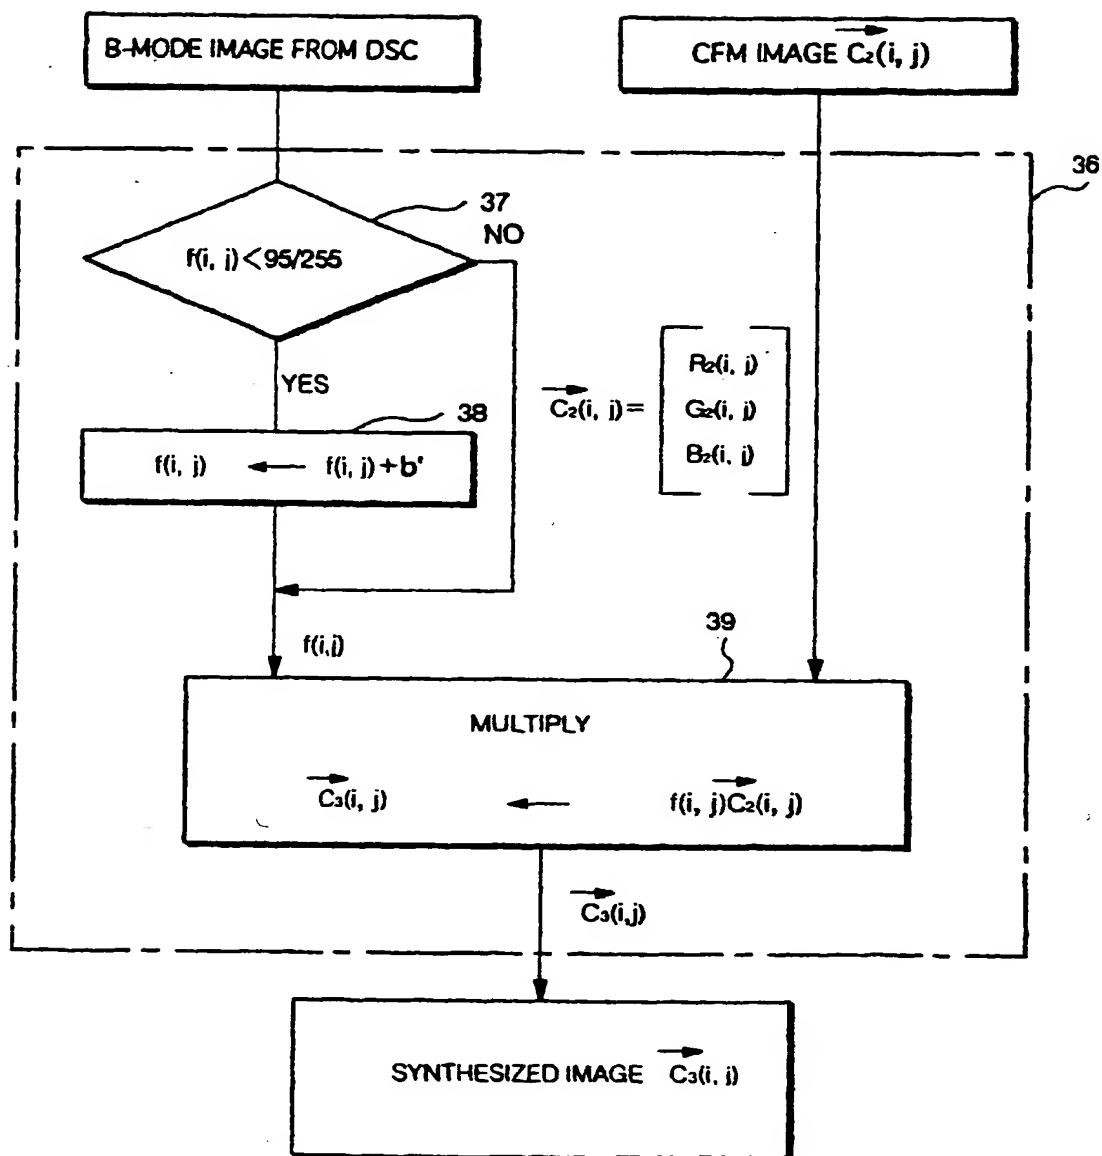 B-MODE IMAGE FROM DSC
CFM IMAGE C₂(i, j)
36
37
NO
f(i, j)<95/255
YES
38
f(i, j) ← f(i, j)+b'
C₂(i, j)=
R₂(i, j)
G₂(i, j)
B₂(i, j)
f(i,j)
39
MULTIPLY
C₃(i, j) ← f(i, j)C₂(i, j)
C₃(i,j)
SYNTHESIZED IMAGE C₃(i, j)